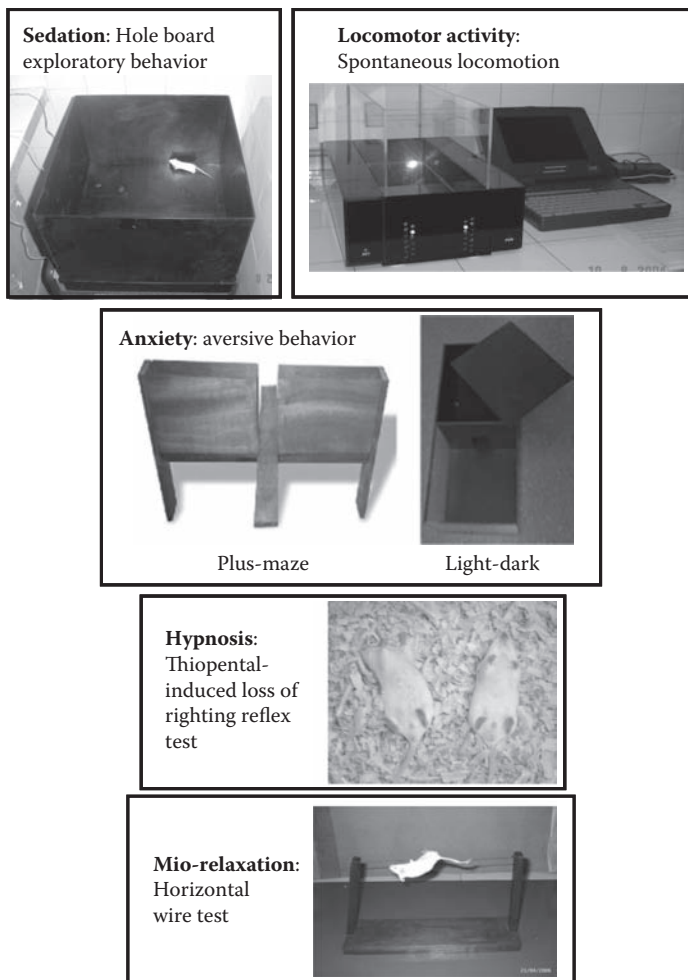 Sedation: Hole board
exploratory behavior
Locomotor activity:
Spontaneous locomotion
Anxiety: aversive behavior
Plus-maze
Light-dark
Hypnosis:
Thiopental-
induced loss of
righting reflex
test
Mio-relaxation:
Horizontal
wire test